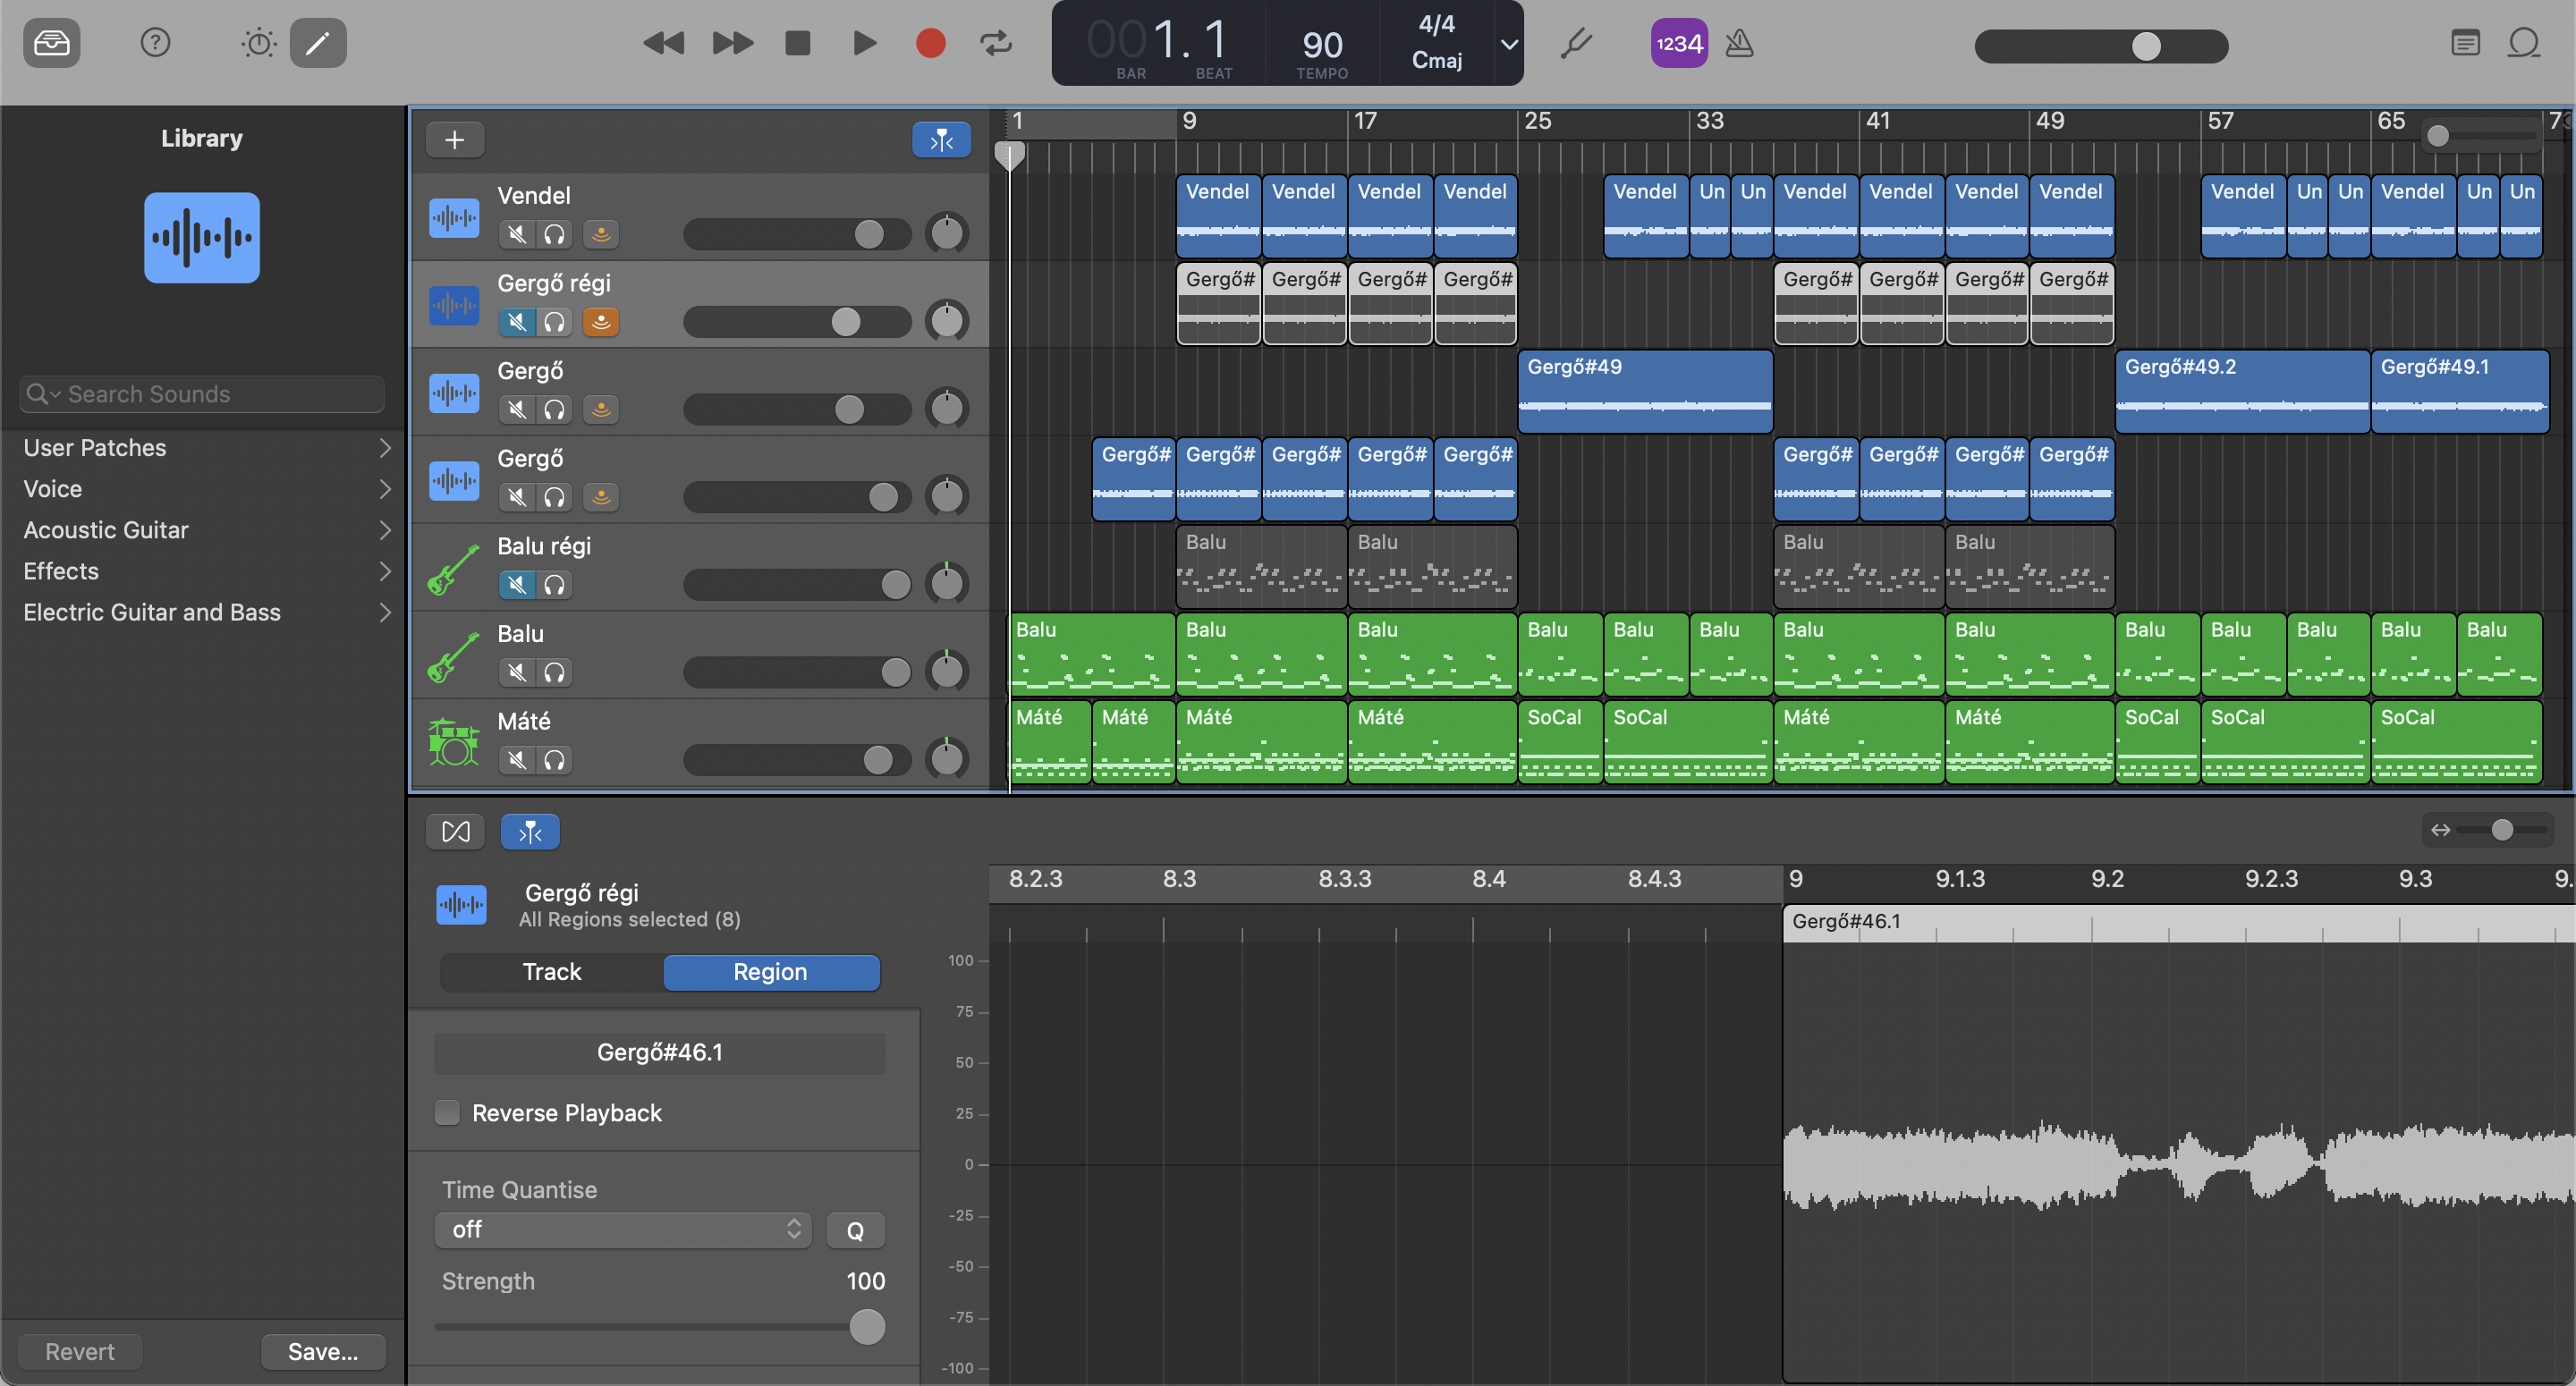 001. 1
BAR
BEAT
90
TEMPO
4/4
Cmaj
1234
Library
Search Sounds
User Patches
Voice
Acoustic Guitar
Effects
Electric Guitar and Bass
Revert
Save...
1 9 17 25 33 41 49 57 65
Vendel
Vendel Vendel Vendel Vendel Vendel Un Un Vendel Vendel Vendel Vendel Vendel Un Un Vendel Un Un
Gergő régi
Gergő# Gergő# Gergő# Gergő# Gergő# Gergő# Gergő# Gergő#
Gergő
Gergő#49 Gergő#49.2 Gergő#49.1
Gergő
Gergő# Gergő# Gergő# Gergő# Gergő# Gergő# Gergő# Gergő# Gergő#
Balu régi
Balu Balu Balu Balu
Balu
Balu Balu Balu Balu Balu Balu Balu Balu Balu Balu Balu Balu Balu
Máté
Máté Máté Máté Máté SoCal SoCal Máté Máté SoCal SoCal SoCal
Gergő régi
All Regions selected (8)
Track
Region
Gergő#46.1
Reverse Playback
Time Quantise
off
Q
Strength
100
8.2.3 8.3 8.3.3 8.4 8.4.3 9 9.1.3 9.2 9.2.3 9.3 9.
Gergő#46.1
100
75
50
25
0
-25
-50
-75
-100